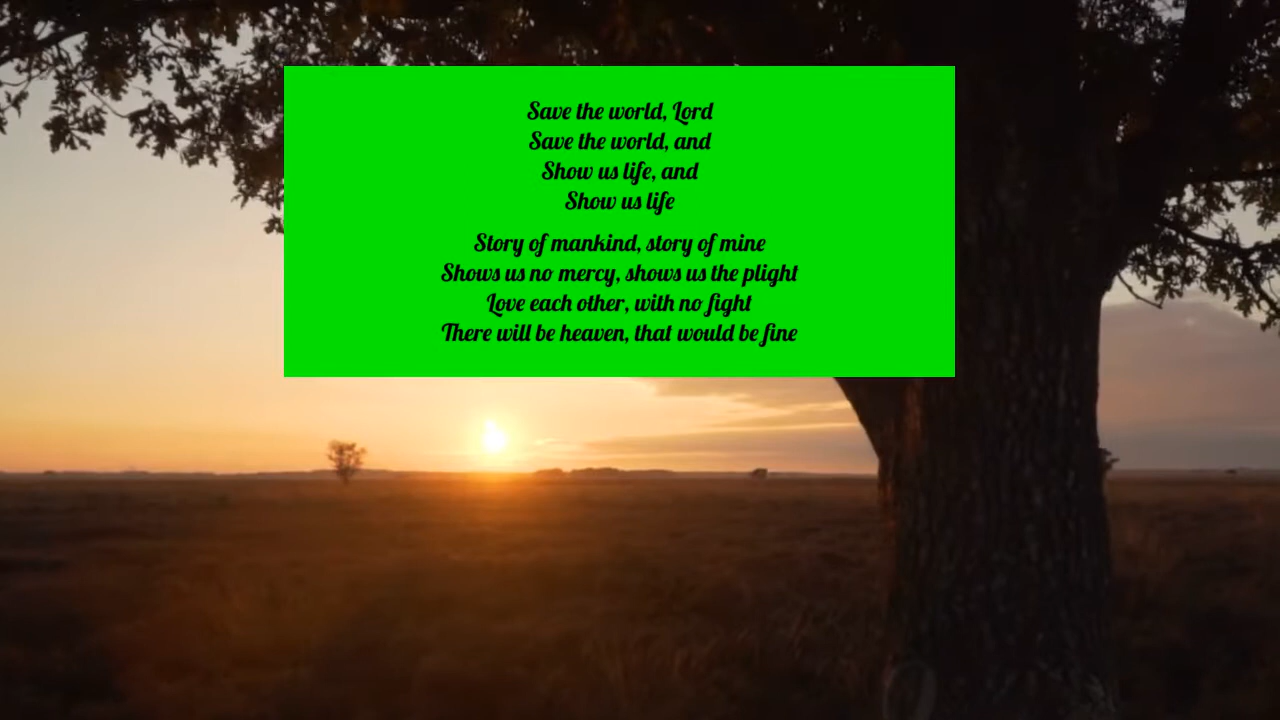 Save the world, Lord
Save the world, and
Show us life, and
Show us life
Story of mankind, story of mine
Shows us no mercy, shows us the plight
Love each other, with no fight
There will be heaven, that would be fine